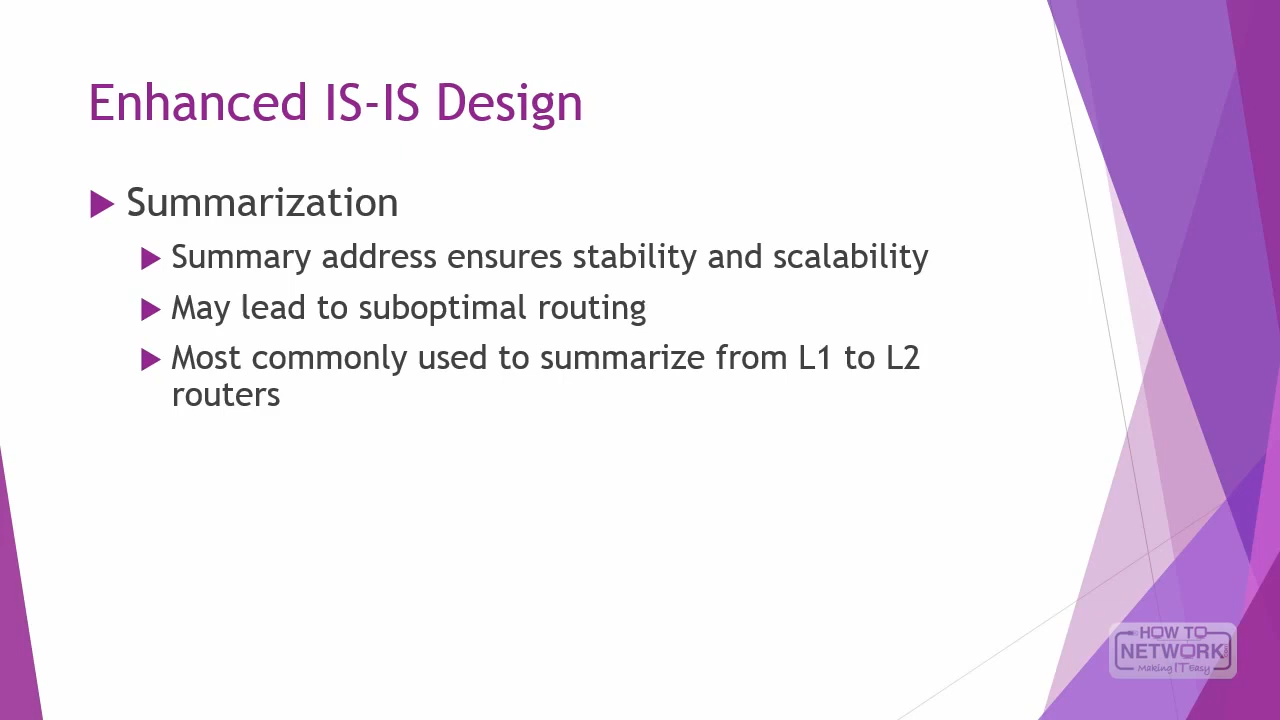 Enhanced IS-IS Design
Summarization
Summary address ensures stability and scalability
May lead to suboptimal routing
Most commonly used to summarize from L1 to L2
routers
HOW TO
NETWORK
Making IT Easy